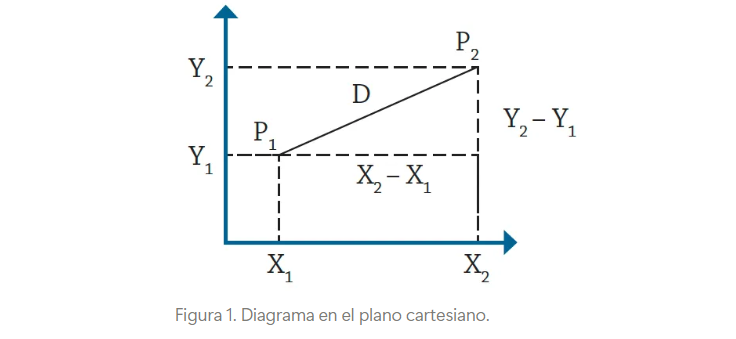 P₂
Y₂
D
Y₂ – Y₁
P₁
Y₁
X₂ – X₁
X₁
X₂
Figura 1. Diagrama en el plano cartesiano.